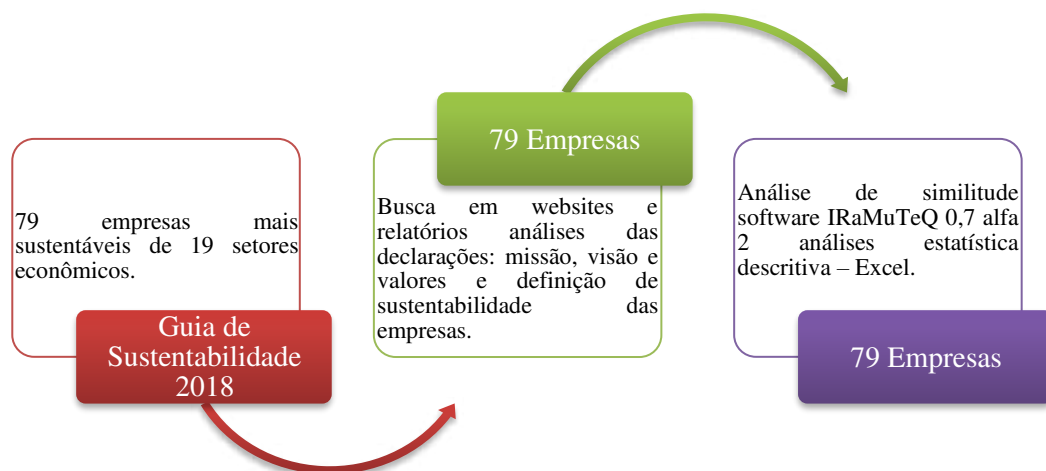 79 empresas mais
sustentáveis de 19 setores
econômicos.
Guia de
Sustentabilidade
2018
79 Empresas
Busca em websites e
relatórios análises das
declarações: missão, visão e
valores e definição de
sustentabilidade das
empresas.
Análise de similitude
software IRaMuTeQ 0,7 alfa
2 análises estatística
descritiva – Excel.
79 Empresas